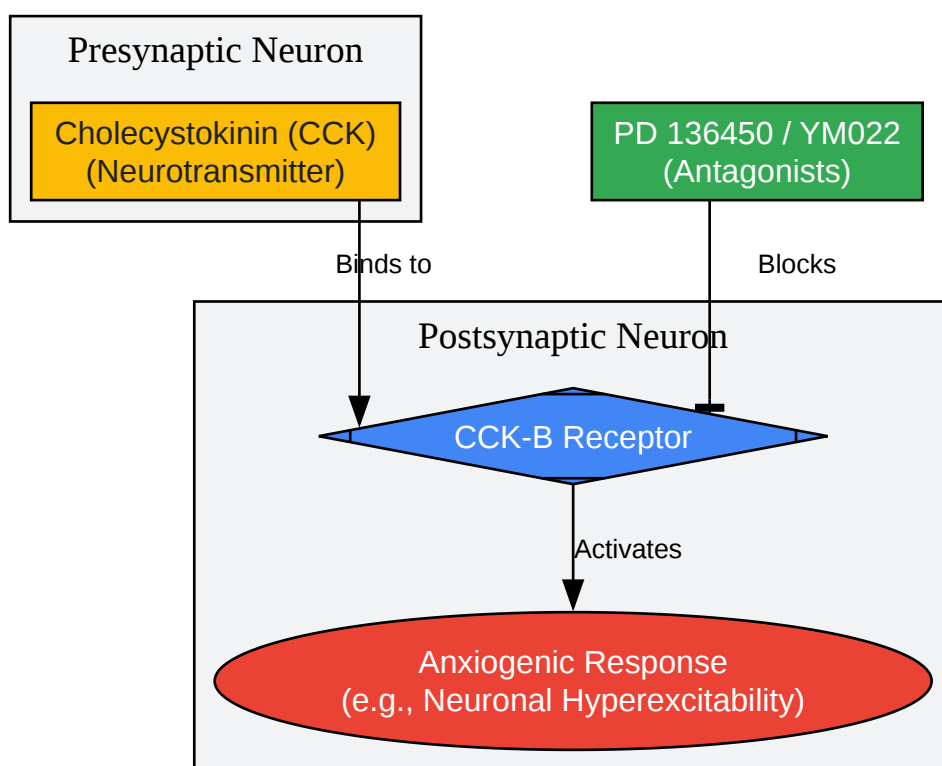 Presynaptic Neuron
Cholecystokinin (CCK)
(Neurotransmitter)
PD 136450 / YM022
(Antagonists)
Binds to
Blocks
Postsynaptic Neuron
CCK-B Receptor
Activates
Anxiogenic Response
(e.g., Neuronal Hyperexcitability)